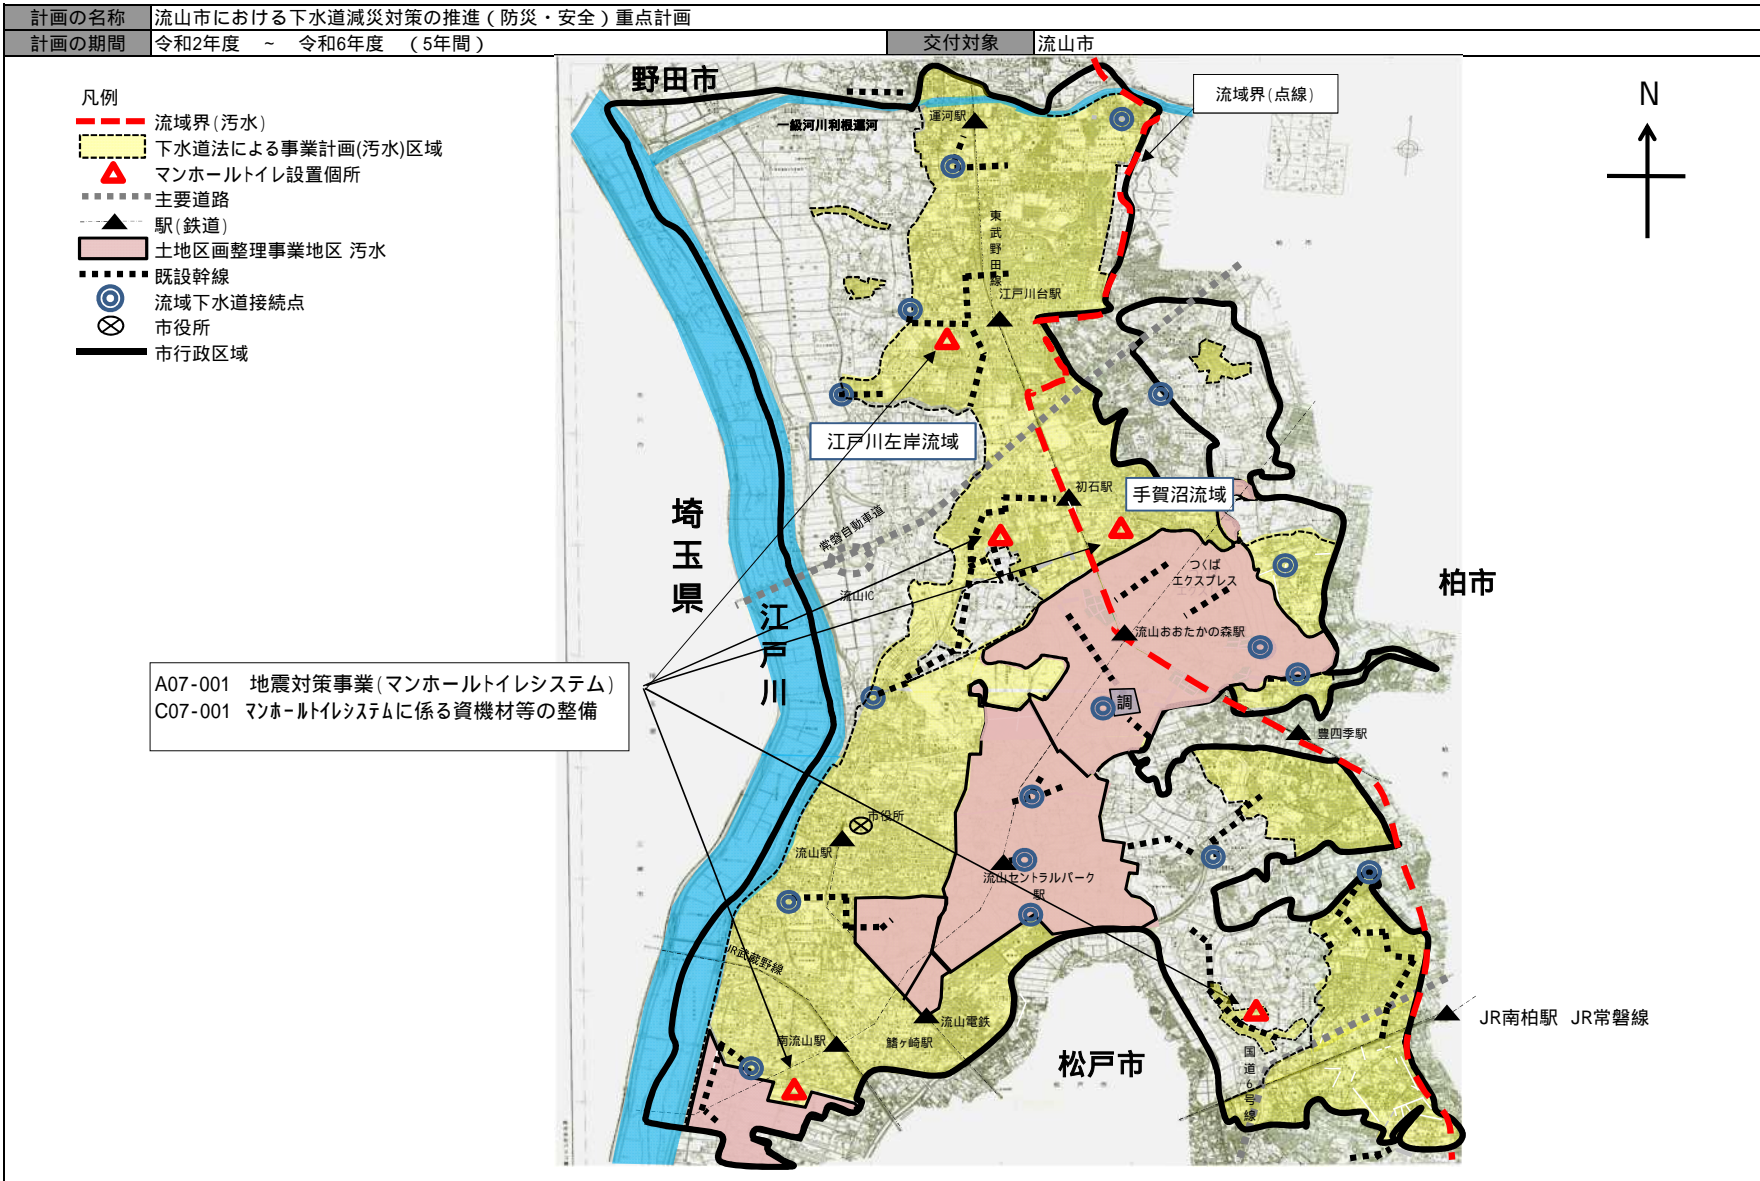 計画の名称 流山市における下水道減災対策の推進（防災・安全）重点計画
計画の期間 令和2年度 ～ 令和6年度 （5年間） 交付対象 流山市
凡例
流域界(汚水)
下水道法による事業計画(汚水)区域
マンホールトイレ設置個所
主要道路
駅(鉄道)
土地区画整理事業地区 汚水
既設幹線
流域下水道接続点
市役所
市行政区域
野田市
流域界(点線)
N
一級河川利根運河
運河駅
東武野田線
江戸川台駅
江戸川左岸流域
初石駅
手賀沼流域
埼玉県
常磐自動車道
流山IC
江戸川
つくば
エクスプレス
柏市
流山おおたかの森駅
A07-001 地震対策事業(マンホールトイレシステム)
C07-001 マンホールトイレシステムに係る資機材等の整備
調
豊四季駅
市役所
流山駅
流山セントラルパーク
駅
JR武蔵野線
流山電鉄
南流山駅
鰭ヶ崎駅
松戸市
国道6号線
JR南柏駅 JR常磐線